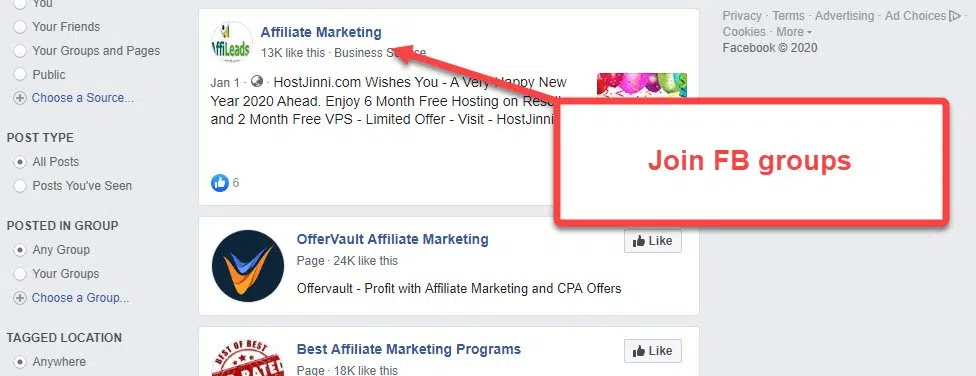 You
Your Friends
Your Groups and Pages
Public
Choose a Source...
POST TYPE
All Posts
Posts You've Seen
POSTED IN GROUP
Any Group
Your Groups
Choose a Group...
TAGGED LOCATION
Anywhere
AffiLeads
Affiliate Marketing
13K like this · Business
Jan 1 · HostJinni.com Wishes You - A Very Happy New
Year 2020 Ahead. Enjoy 6 Month Free Hosting on
and 2 Month Free VPS - Limited Offer - Visit - HostJinni
6
Join FB groups
OfferVault Affiliate Marketing
Page · 24K like this
Offervault - Profit with Affiliate Marketing and CPA Offers
Like
BEST OF BEST
Best Affiliate Marketing Programs
Page · 18K like this
Like
Privacy · Terms · Advertising · Ad Choices
Cookies · More
Facebook © 2020